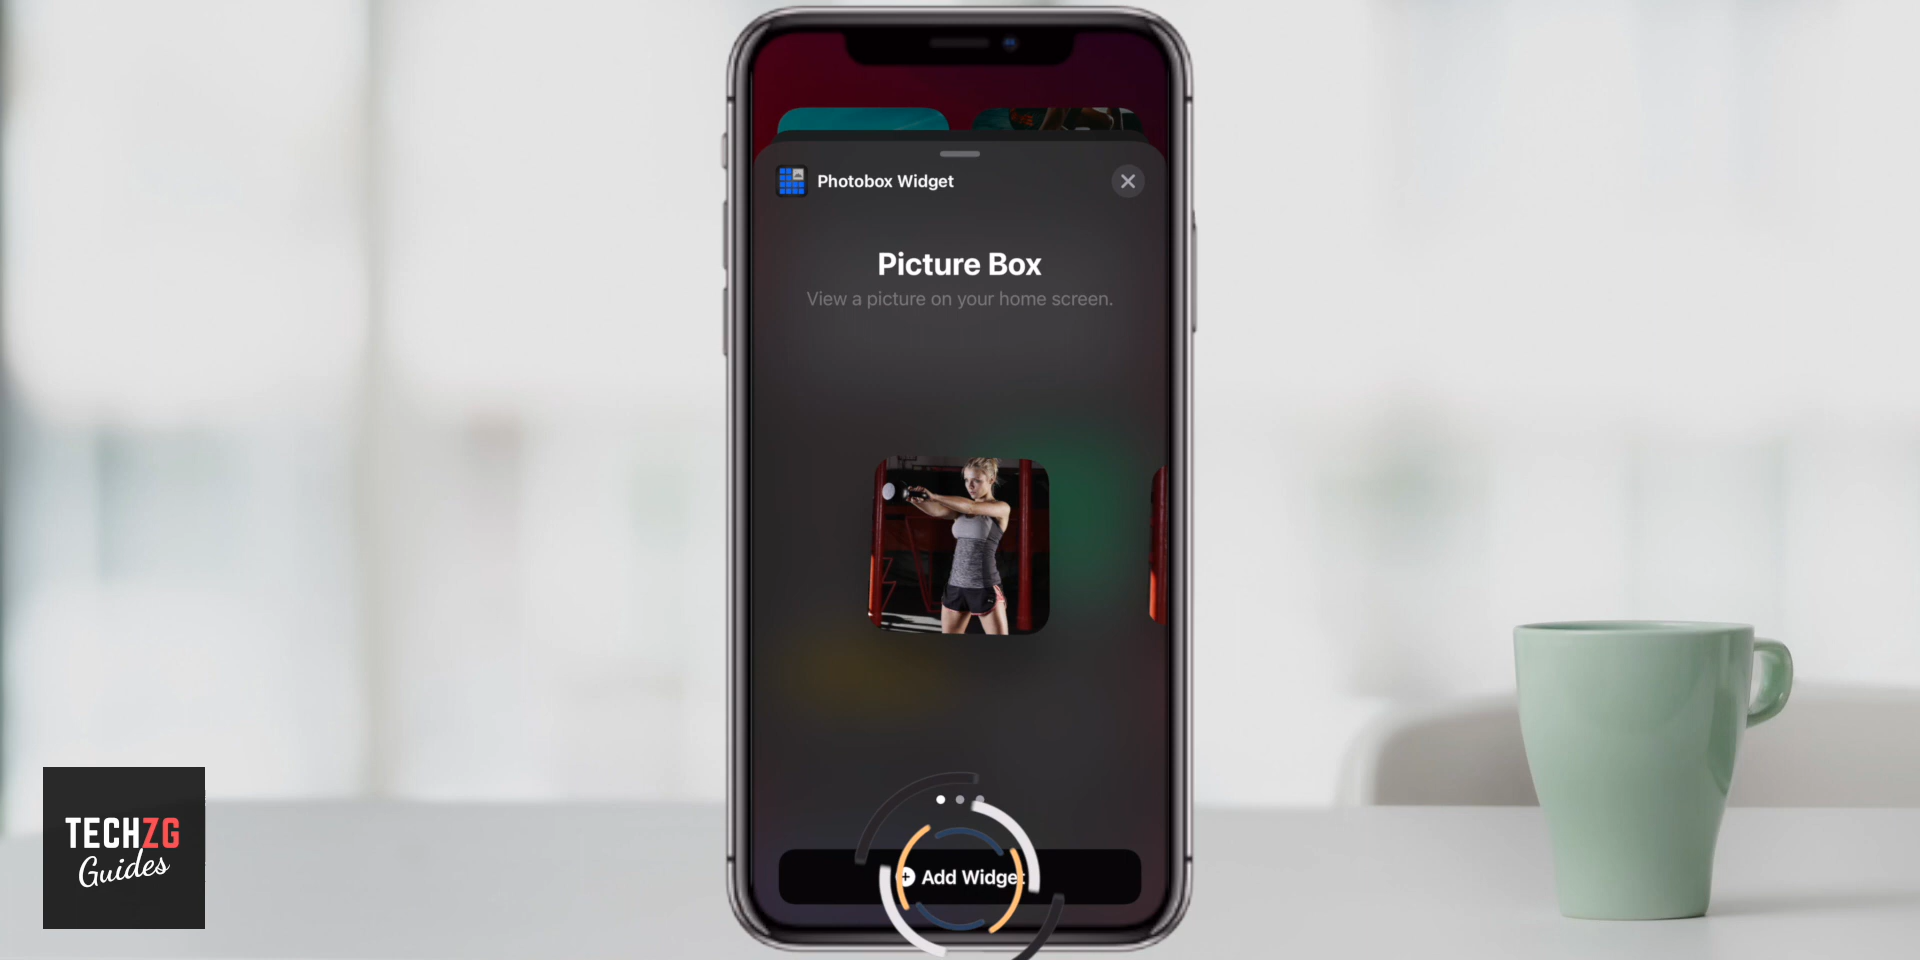 Photobox Widget
Picture Box
View a picture on your home screen.
Add Widget
TECHZG
Guides